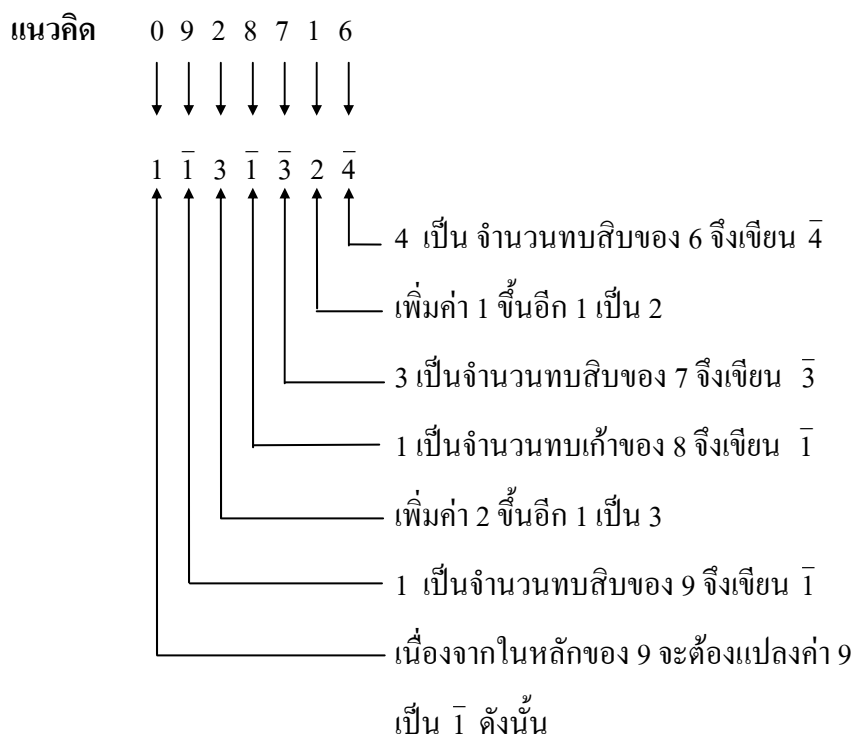 แนวคิด 0 9 2 8 7 1 6
1 1̅ 3 1̅ 3̅ 2 4̅
4 เป็น จำนวนทบสิบของ 6 จึงเขียน 4̅
เพิ่มค่า 1 ขึ้นอีก 1 เป็น 2
3 เป็นจำนวนทบสิบของ 7 จึงเขียน 3̅
1 เป็นจำนวนทบเก้าของ 8 จึงเขียน 1̅
เพิ่มค่า 2 ขึ้นอีก 1 เป็น 3
1 เป็นจำนวนทบสิบของ 9 จึงเขียน 1̅
เนื่องจากในหลักของ 9 จะต้องแปลงค่า 9
เป็น 1̅ ดังนั้น